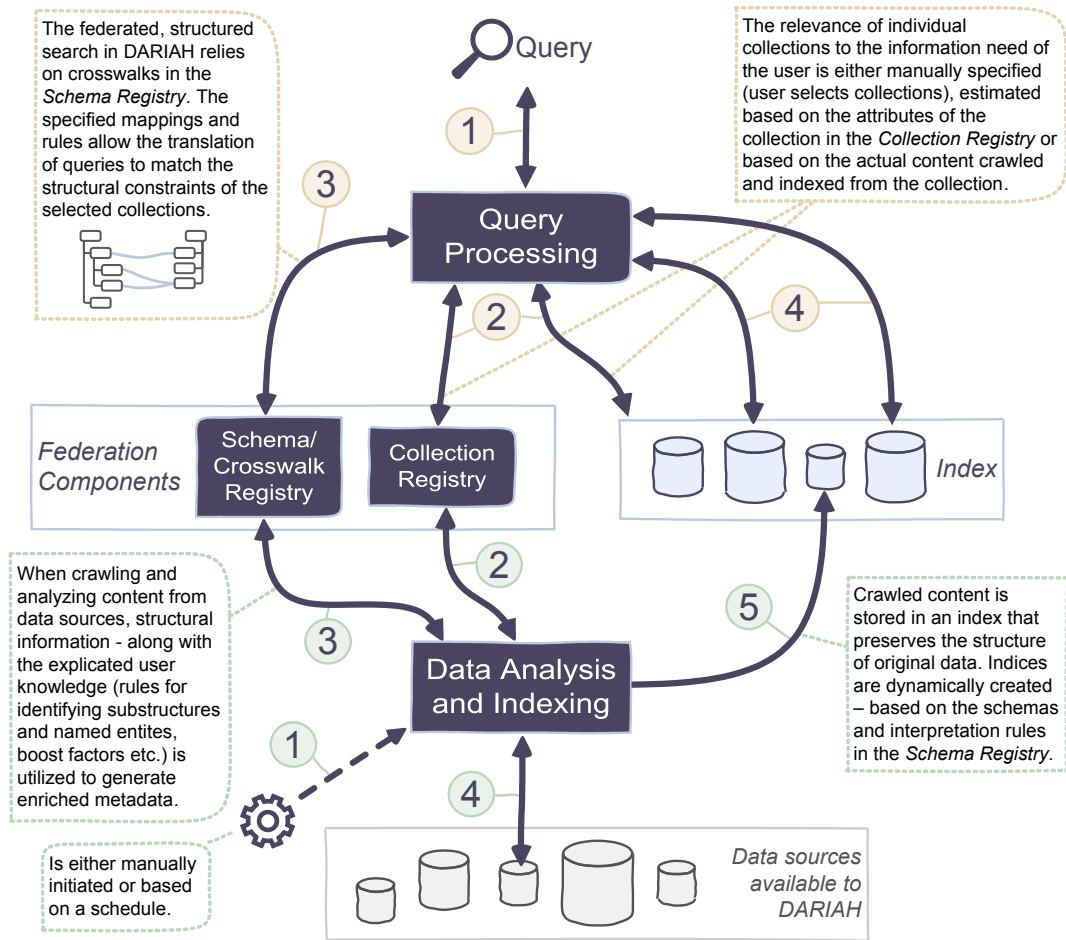 The federated, structured
search in DARIAH relies
on crosswalks in the
Schema Registry. The
specified mappings and
rules allow the translation
of queries to match the
structural constraints of the
selected collections.
Query
The relevance of individual
collections to the information need of
the user is either manually specified
(user selects collections), estimated
based on the attributes of the
collection in the Collection Registry or
based on the actual content crawled
and indexed from the collection.
1
3
Query
Processing
2
4
Federation
Components
Schema/
Crosswalk
Registry
Collection
Registry
Index
When crawling and
analyzing content from
data sources, structural
information - along with
the explicated user
knowledge (rules for
identifying substructures
and named entites,
boost factors etc.) is
utilized to generate
enriched metadata.
2
3
5
Crawled content is
stored in an index that
preserves the structure
of original data. Indices
are dynamically created
– based on the schemas
and interpretation rules
in the Schema Registry.
Data Analysis
and Indexing
1
4
Is either manually
initiated or based
on a schedule.
Data sources
available to
DARIAH